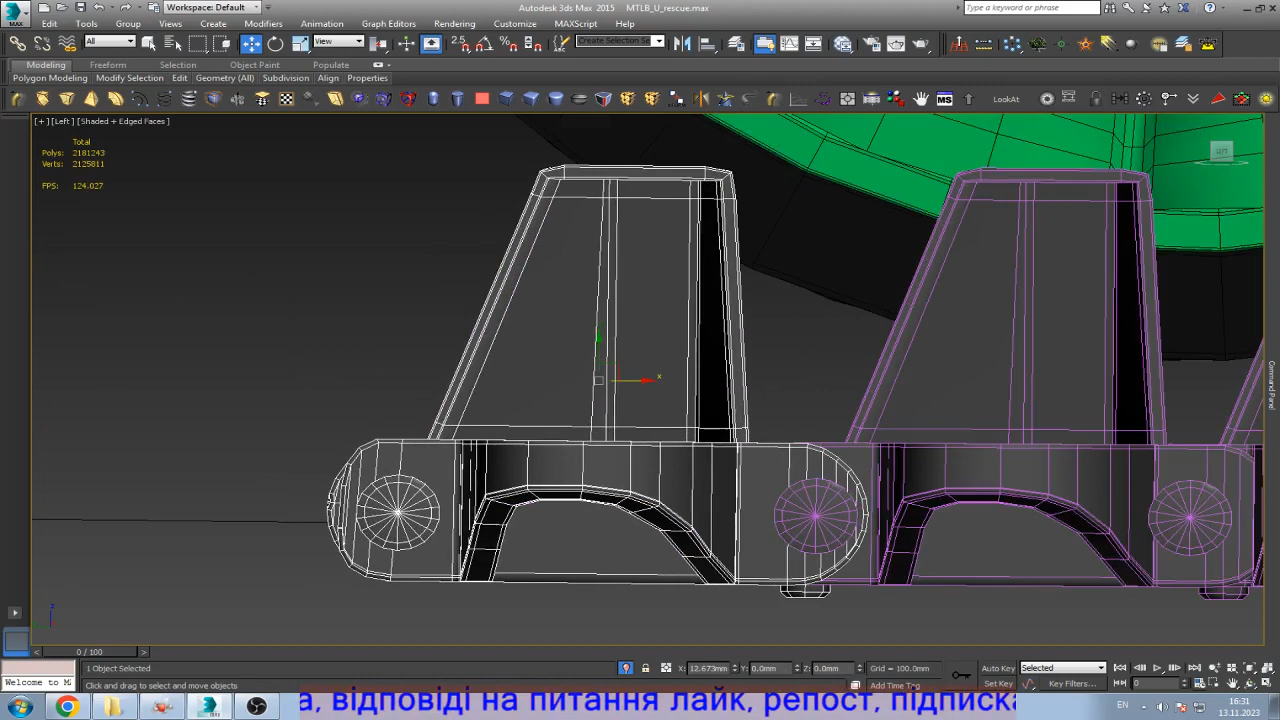 MAX
Workspace: Default
Autodesk 3ds Max 2015
MTLB_U_rescue.max
Type a keyword or phrase
Edit Tools Group Views Create Modifiers Animation Graph Editors Rendering Customize MAXScript Help
All View Create Selection Se
Modeling Freeform Selection Object Paint Populate
Polygon Modeling Modify Selection Edit Geometry (All) Subdivision Align Properties
MS LookAt
[+] [Left] [Shaded + Edged Faces]
Total
Polys: 2181243
Verts: 2125811
FPS: 124.027
x
Command Panel
z
0 / 100
1 Object Selected X: 12.673mm Y: 0.0mm Z: 0.0mm Grid = 100.0mm Auto Key Selected
Welcome to M Click and drag to select and move objects Add Time Tag Set Key Key Filters... 0
а, відповіді на питання лайк, репост, підписка
EN 16:31
13.11.2023